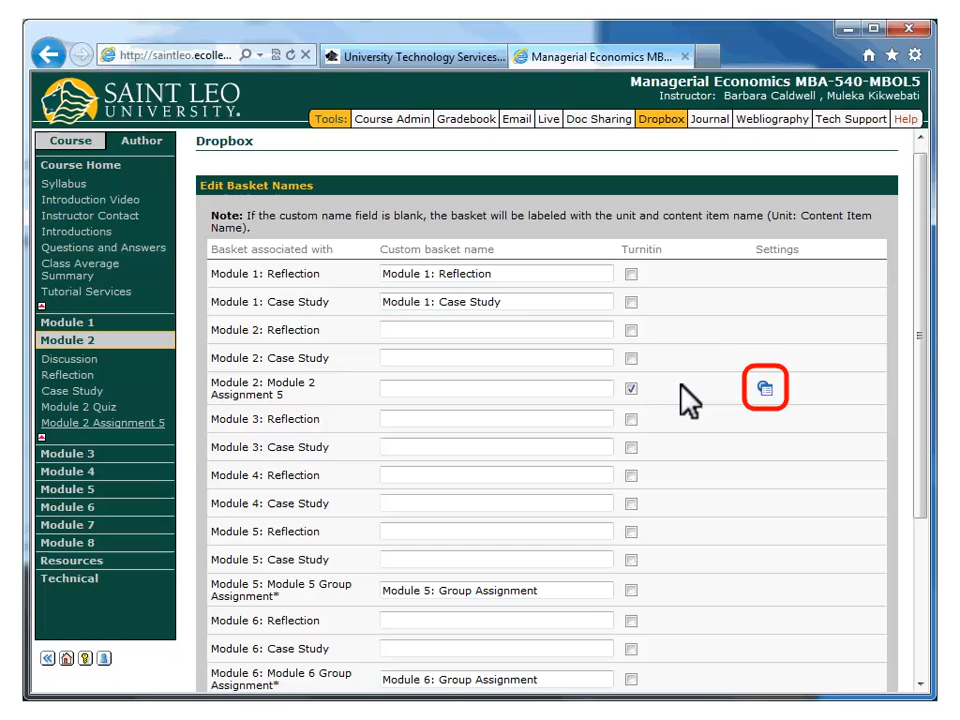 http://saintleo.ecolle...
University Technology Services...
Managerial Economics MB...
SAINT LEO
UNIVERSITY.
Managerial Economics MBA-540-MBOL5
Instructor: Barbara Caldwell , Muleka Kikwebati
Tools: Course Admin Gradebook Email Live Doc Sharing Dropbox Journal Webliography Tech Support Help
Course Author
Course Home
Syllabus
Introduction Video
Instructor Contact
Introductions
Questions and Answers
Class Average
Summary
Tutorial Services
Module 1
Module 2
Discussion
Reflection
Case Study
Module 2 Quiz
Module 2 Assignment 5
Module 3
Module 4
Module 5
Module 6
Module 7
Module 8
Resources
Technical
Dropbox
Edit Basket Names
Note: If the custom name field is blank, the basket will be labeled with the unit and content item name (Unit: Content Item
Name).
Basket associated with Custom basket name Turnitin Settings
Module 1: Reflection Module 1: Reflection
Module 1: Case Study Module 1: Case Study
Module 2: Reflection
Module 2: Case Study
Module 2: Module 2
Assignment 5
Module 3: Reflection
Module 3: Case Study
Module 4: Reflection
Module 4: Case Study
Module 5: Reflection
Module 5: Case Study
Module 5: Module 5 Group
Assignment* Module 5: Group Assignment
Module 6: Reflection
Module 6: Case Study
Module 6: Module 6 Group
Assignment* Module 6: Group Assignment